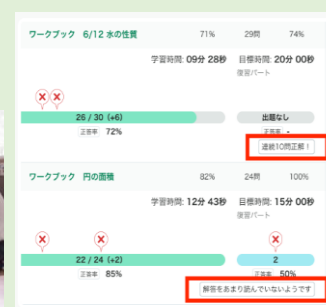 ワークブック 6/12 水の性質 71% 29問 74%
学習時間: 09分 28秒 目標時間: 20分 00秒
復習パート
26 / 30 (+6) 出題なし
正答率 72% 正答率 -
連続10問正解！
ワークブック 円の面積 82% 24問 100%
学習時間: 12分 43秒 目標時間: 15分 00秒
復習パート
22 / 24 (+2) 2
正答率 85% 正答率 50%
解答をあまり読んでいないようです